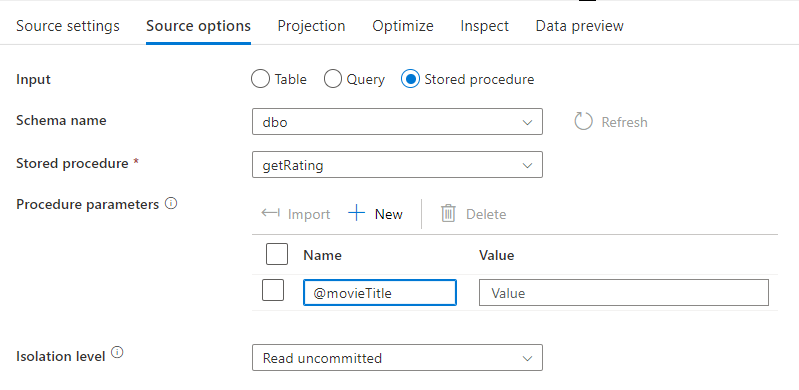 Source settings Source options Projection Optimize Inspect Data preview
Input Table Query Stored procedure
Schema name dbo Refresh
Stored procedure * getRating
Procedure parameters Import New Delete
Name Value
@movieTitle Value
Isolation level Read uncommitted